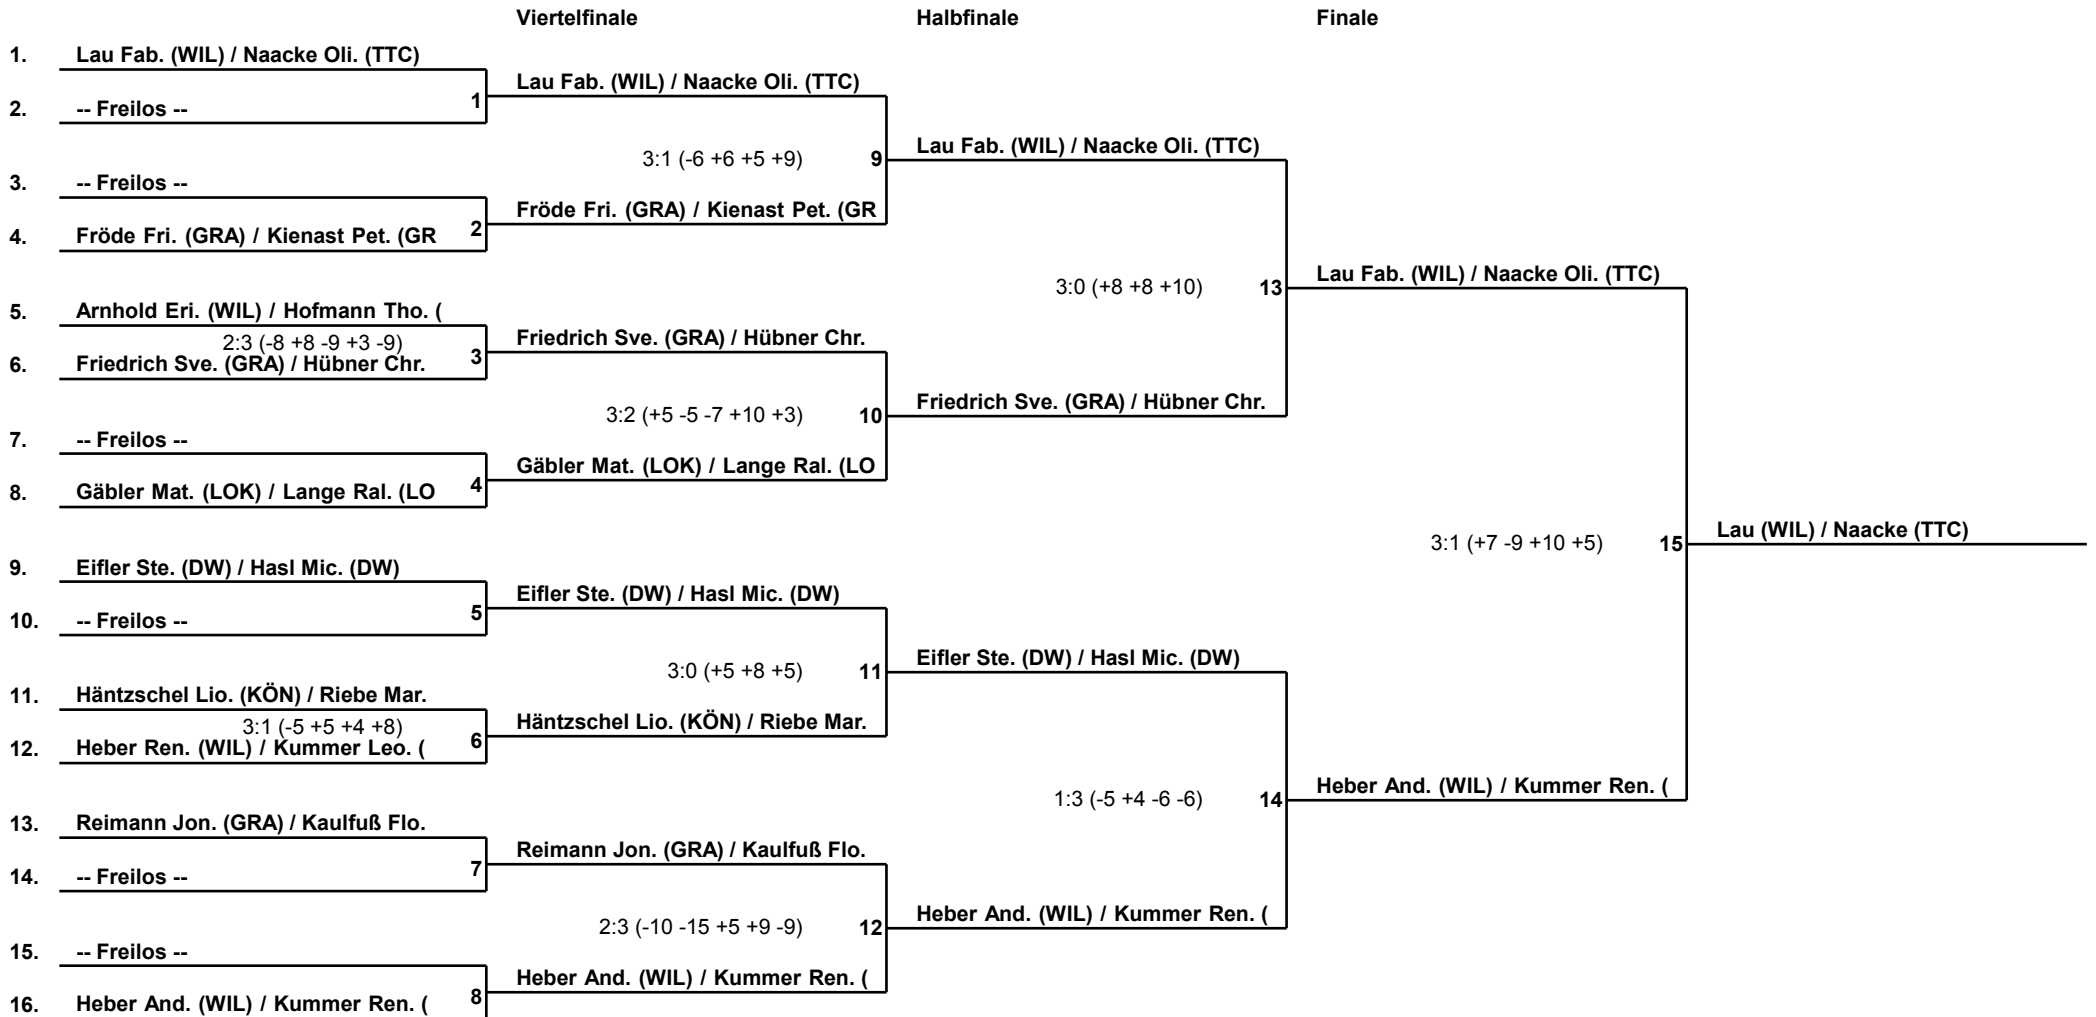 Viertelfinale Halbfinale Finale
1. Lau Fab. (WIL) / Naacke Oli. (TTC)
Lau Fab. (WIL) / Naacke Oli. (TTC)
1
2. -- Freilos --
Lau Fab. (WIL) / Naacke Oli. (TTC)
3:1 (-6 +6 +5 +9) 9
3. -- Freilos --
Fröde Fri. (GRA) / Kienast Pet. (GR
2
4. Fröde Fri. (GRA) / Kienast Pet. (GR
Lau Fab. (WIL) / Naacke Oli. (TTC)
3:0 (+8 +8 +10) 13
5. Arnhold Eri. (WIL) / Hofmann Tho. (
2:3 (-8 +8 -9 +3 -9)
Friedrich Sve. (GRA) / Hübner Chr.
3
6. Friedrich Sve. (GRA) / Hübner Chr.
Friedrich Sve. (GRA) / Hübner Chr.
3:2 (+5 -5 -7 +10 +3) 10
7. -- Freilos --
Gäbler Mat. (LOK) / Lange Ral. (LO
4
8. Gäbler Mat. (LOK) / Lange Ral. (LO
Lau (WIL) / Naacke (TTC)
3:1 (+7 -9 +10 +5) 15
9. Eifler Ste. (DW) / Hasl Mic. (DW)
Eifler Ste. (DW) / Hasl Mic. (DW)
5
10. -- Freilos --
Eifler Ste. (DW) / Hasl Mic. (DW)
3:0 (+5 +8 +5) 11
11. Häntzschel Lio. (KÖN) / Riebe Mar.
3:1 (-5 +5 +4 +8)
Häntzschel Lio. (KÖN) / Riebe Mar.
6
12. Heber Ren. (WIL) / Kummer Leo. (
Heber And. (WIL) / Kummer Ren. (
1:3 (-5 +4 -6 -6) 14
13. Reimann Jon. (GRA) / Kaulfuß Flo.
Reimann Jon. (GRA) / Kaulfuß Flo.
7
14. -- Freilos --
Heber And. (WIL) / Kummer Ren. (
2:3 (-10 -15 +5 +9 -9) 12
15. -- Freilos --
Heber And. (WIL) / Kummer Ren. (
8
16. Heber And. (WIL) / Kummer Ren. (